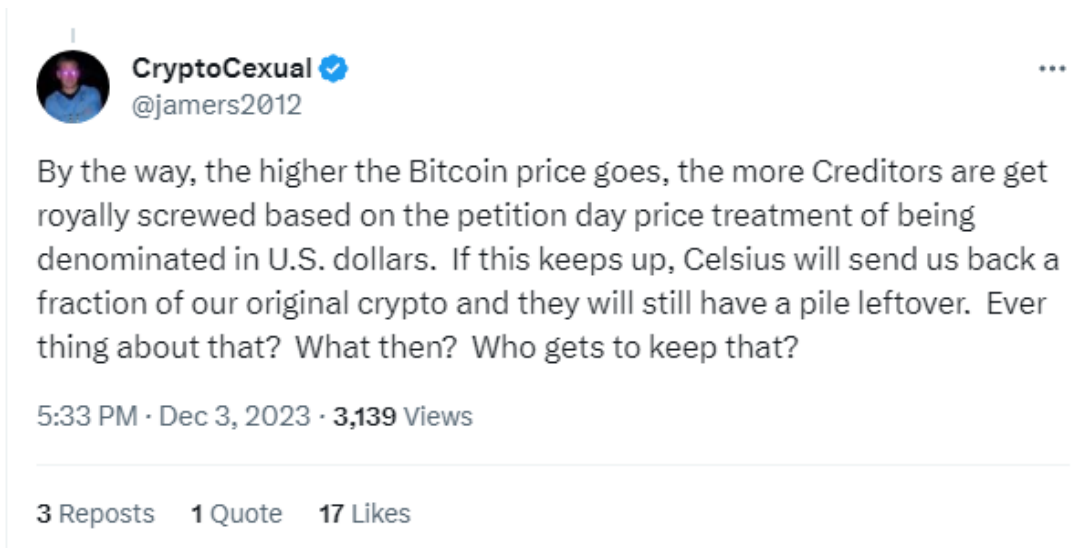 CryptoCexual
@jamers2012
By the way, the higher the Bitcoin price goes, the more Creditors are get
royally screwed based on the petition day price treatment of being
denominated in U.S. dollars.  If this keeps up, Celsius will send us back a
fraction of our original crypto and they will still have a pile leftover.  Ever
thing about that?  What then?  Who gets to keep that?
5:33 PM · Dec 3, 2023 · 3,139 Views
3 Reposts 1 Quote 17 Likes